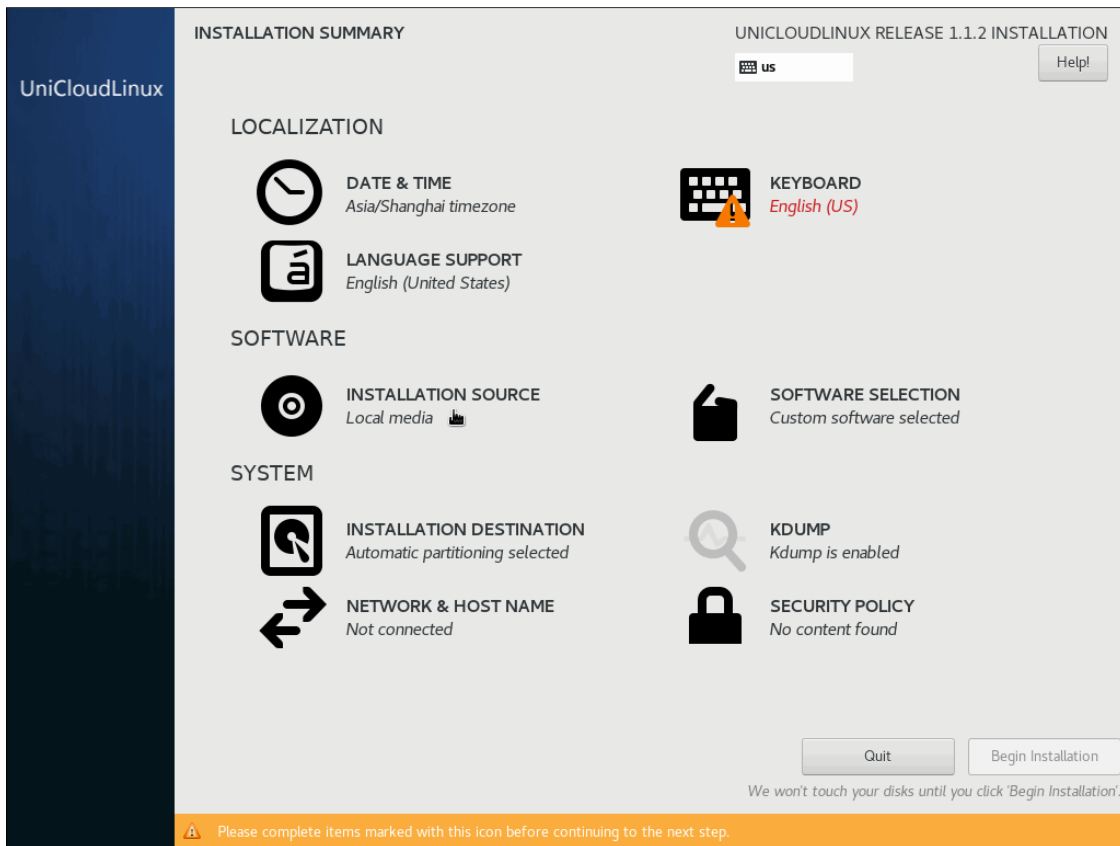 INSTALLATION SUMMARY
UNICLOUDLINUX RELEASE 1.1.2 INSTALLATION
us
Help!
UniCloudLinux
LOCALIZATION
DATE & TIME
Asia/Shanghai timezone
KEYBOARD
English (US)
LANGUAGE SUPPORT
English (United States)
SOFTWARE
INSTALLATION SOURCE
Local media
SOFTWARE SELECTION
Custom software selected
SYSTEM
INSTALLATION DESTINATION
Automatic partitioning selected
KDUMP
Kdump is enabled
NETWORK & HOST NAME
Not connected
SECURITY POLICY
No content found
Quit
Begin Installation
We won't touch your disks until you click 'Begin Installation'.
Please complete items marked with this icon before continuing to the next step.